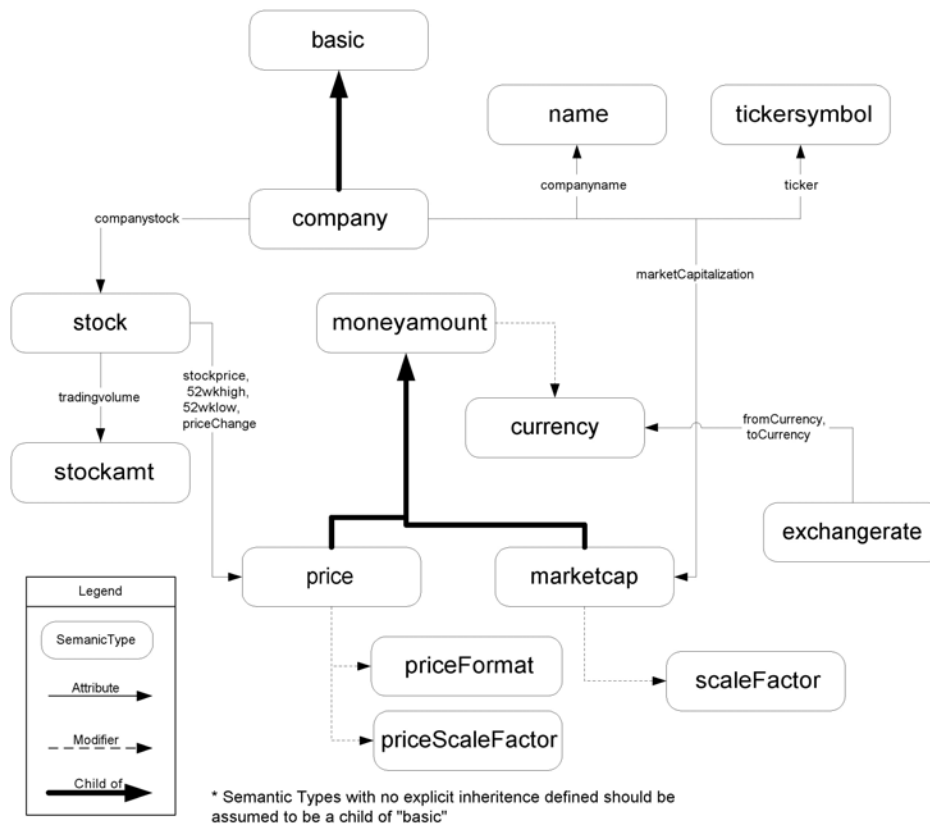 basic
name
tickersymbol
companyname
ticker
companystock
company
marketCapitalization
stock
moneyamount
stockprice,
52wkhigh,
52wklow,
priceChange
tradingvolume
currency
fromCurrency,
toCurrency
stockamt
exchangerate
price
marketcap
Legend
SemanicType
Attribute
Modifier
Child of
priceFormat
scaleFactor
priceScaleFactor
* Semantic Types with no explicit inheritence defined should be
assumed to be a child of "basic"